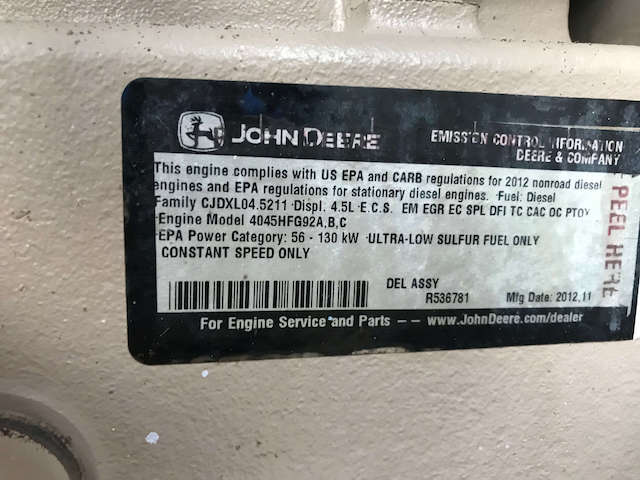 JOHN DEERE
EMISSION CONTROL INFORMATION
DEERE & COMPANY
This engine complies with US EPA and CARB regulations for 2012 nonroad diesel
engines and EPA regulations for stationary diesel engines. Fuel: Diesel
Family CJDXL04.5211 Displ. 4.5L E.C.S. EM EGR EC SPL DFI TC CAC OC PTOX
Engine Model 4045HFG92A,B,C
EPA Power Category: 56 - 130 kW ULTRA-LOW SULFUR FUEL ONLY
CONSTANT SPEED ONLY
DEL ASSY
R536781 Mfg Date: 2012,11
For Engine Service and Parts -- www.JohnDeere.com/dealer
PEEL HERE